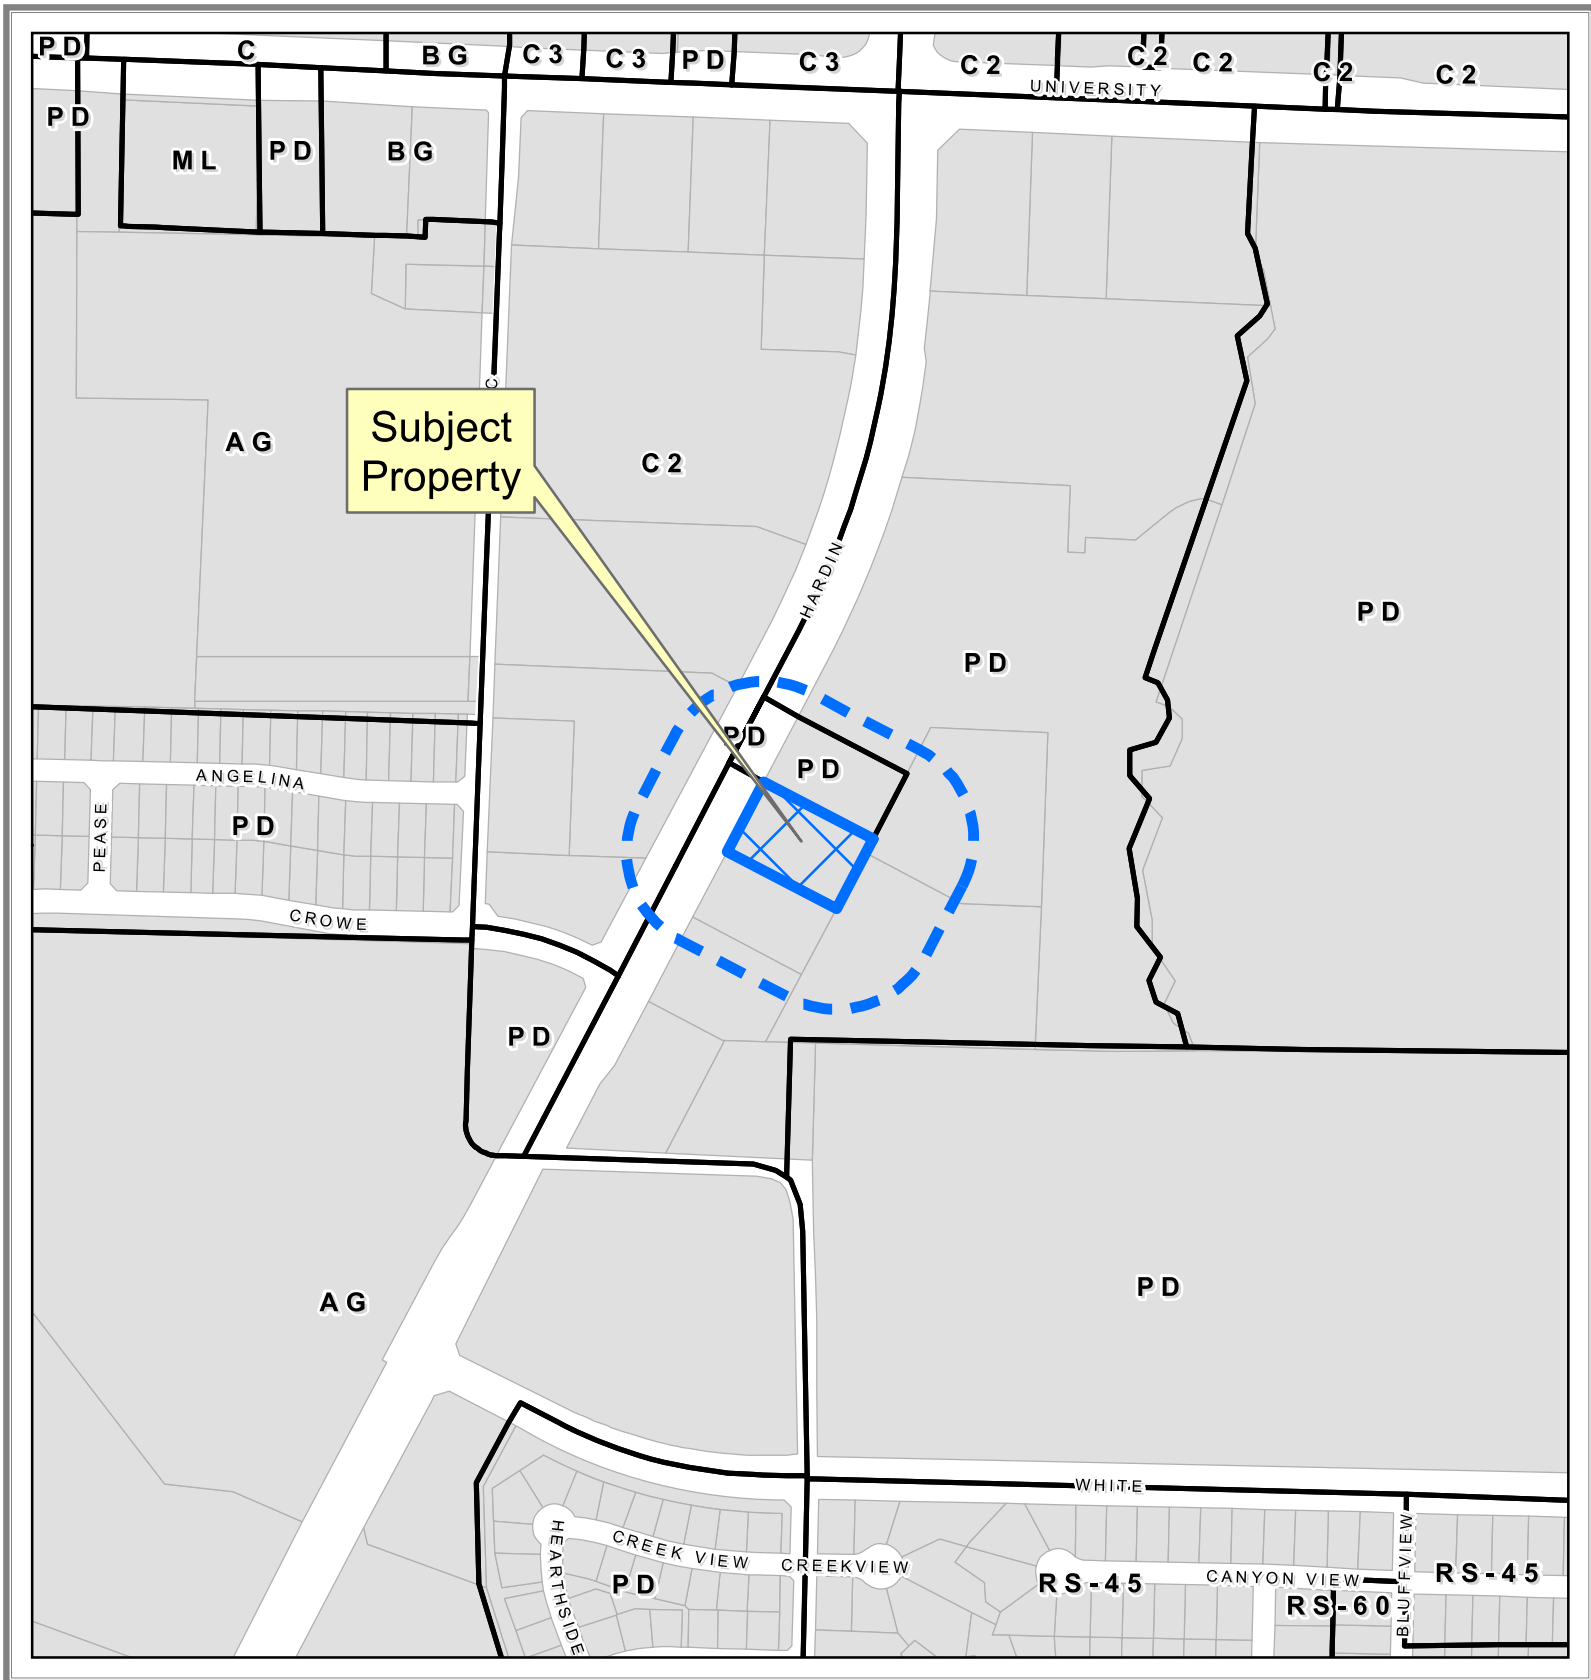 PD
C
BG
C3
C3
PD
C3
C2
C2
C2
C2
C2
UNIVERSITY
PD
ML
PD
BG
C
AG
Subject
Property
C2
HARDIN
PD
PD
PD
PD
ANGELINA
PEASE
PD
CROWE
PD
AG
PD
WHITE
HEARTHSIDE
CREEK VIEW
CREEKVIEW
PD
RS-45
CANYON VIEW
BLUFFVIEW
RS-45
RS-60